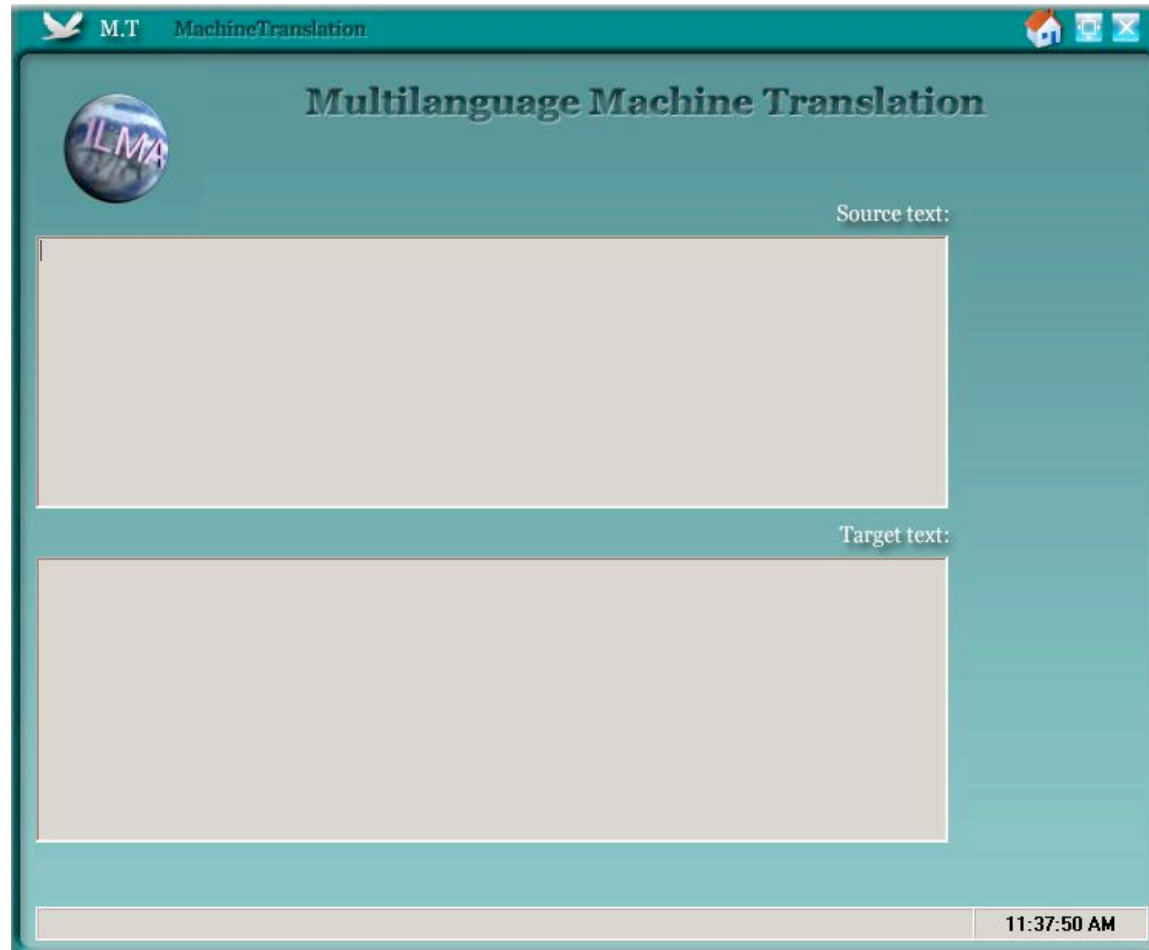 M.T MachineTranslation
Multilanguage Machine Translation
ILMA
Source text:
Target text:
11:37:50 AM